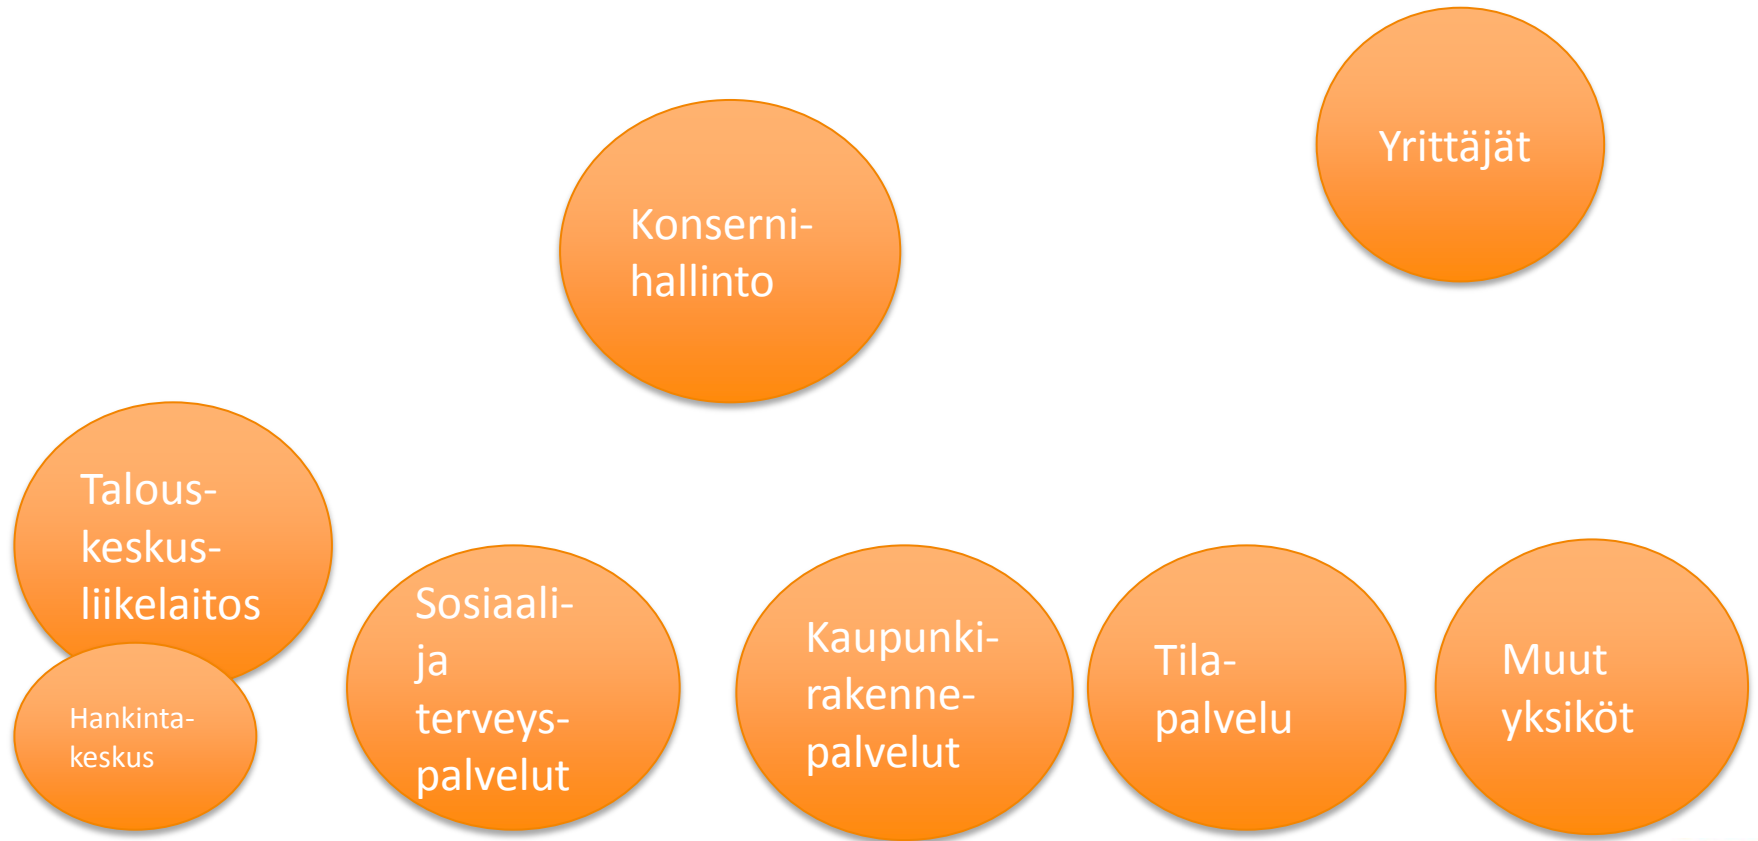 Yrittäjät
Konserni-
hallinto
Talous-
keskus-
liikelaitos
Hankinta-
keskus
Sosiaali-
ja
terveys-
palvelut
Kaupunki-
rakenne-
palvelut
Tila-
palvelu
Muut
yksiköt